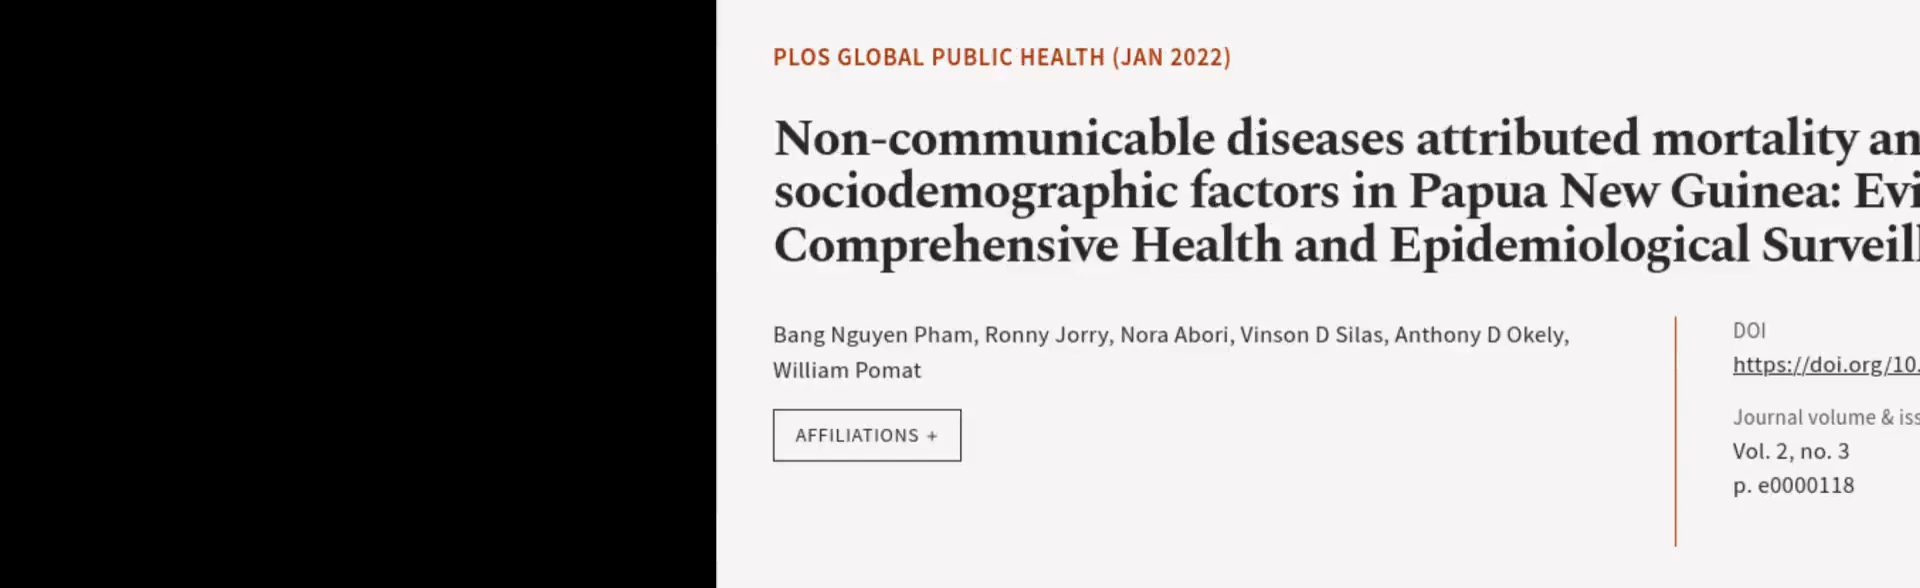 PLOS GLOBAL PUBLIC HEALTH (JAN 2022)
Non-communicable diseases attributed mortality an
sociodemographic factors in Papua New Guinea: Evi
Comprehensive Health and Epidemiological Surveill
Bang Nguyen Pham, Ronny Jorry, Nora Abori, Vinson D Silas, Anthony D Okely,
William Pomat
AFFILIATIONS +
DOI
https://doi.org/10.
Journal volume & iss
Vol. 2, no. 3
p. e0000118